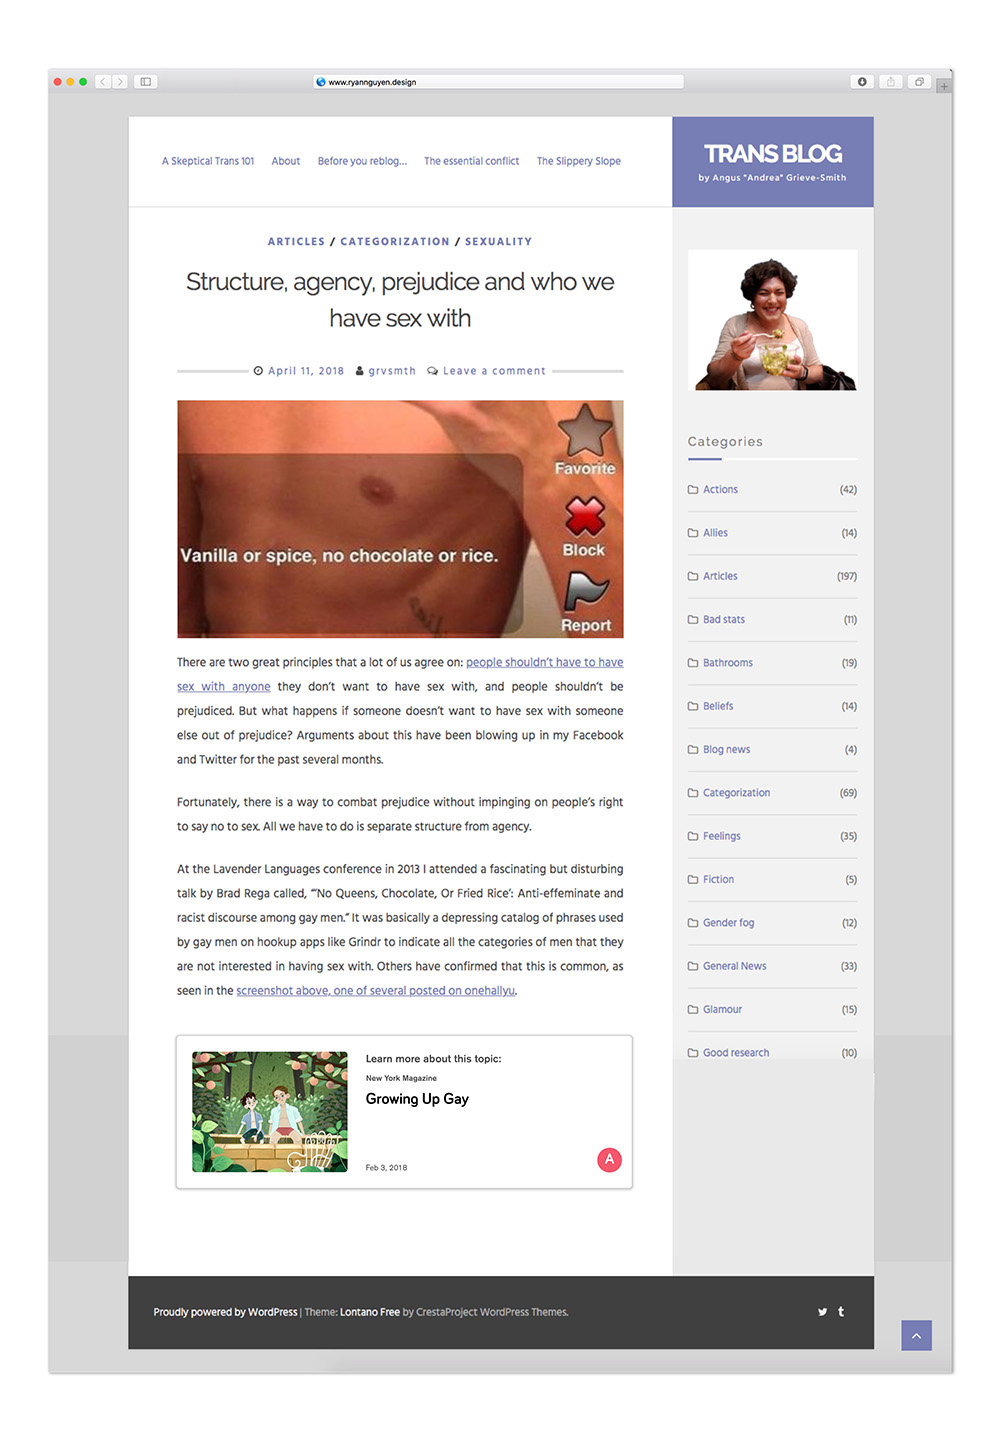 www.ryannguyen.design
A Skeptical Trans 101 About Before you reblog... The essential conflict The Slippery Slope
TRANS BLOG
by Angus "Andrea" Grieve-Smith
ARTICLES / CATEGORIZATION / SEXUALITY
Structure, agency, prejudice and who we
have sex with
April 11, 2018 grvsmth Leave a comment
Favorite
Block
Vanilla or spice, no chocolate or rice.
Report
There are two great principles that a lot of us agree on: people shouldn't have to have
sex with anyone they don't want to have sex with, and people shouldn't be
prejudiced. But what happens if someone doesn't want to have sex with someone
else out of prejudice? Arguments about this have been blowing up in my Facebook
and Twitter for the past several months.
Fortunately, there is a way to combat prejudice without impinging on people's right
to say no to sex. All we have to do is separate structure from agency.
At the Lavender Languages conference in 2013 I attended a fascinating but disturbing
talk by Brad Rega called, "'No Queens, Chocolate, Or Fried Rice': Anti-effeminate and
racist discourse among gay men." It was basically a depressing catalog of phrases used
by gay men on hookup apps like Grindr to indicate all the categories of men that they
are not interested in having sex with. Others have confirmed that this is common, as
seen in the screenshot above, one of several posted on onehallyu.
Learn more about this topic:
New York Magazine
Growing Up Gay
Feb 3, 2018
A
Categories
Actions (42)
Allies (14)
Articles (197)
Bad stats (11)
Bathrooms (19)
Beliefs (14)
Blog news (4)
Categorization (69)
Feelings (35)
Fiction (5)
Gender fog (12)
General News (33)
Glamour (15)
Good research (10)
Proudly powered by WordPress | Theme: Lontano Free by CrestaProject WordPress Themes.